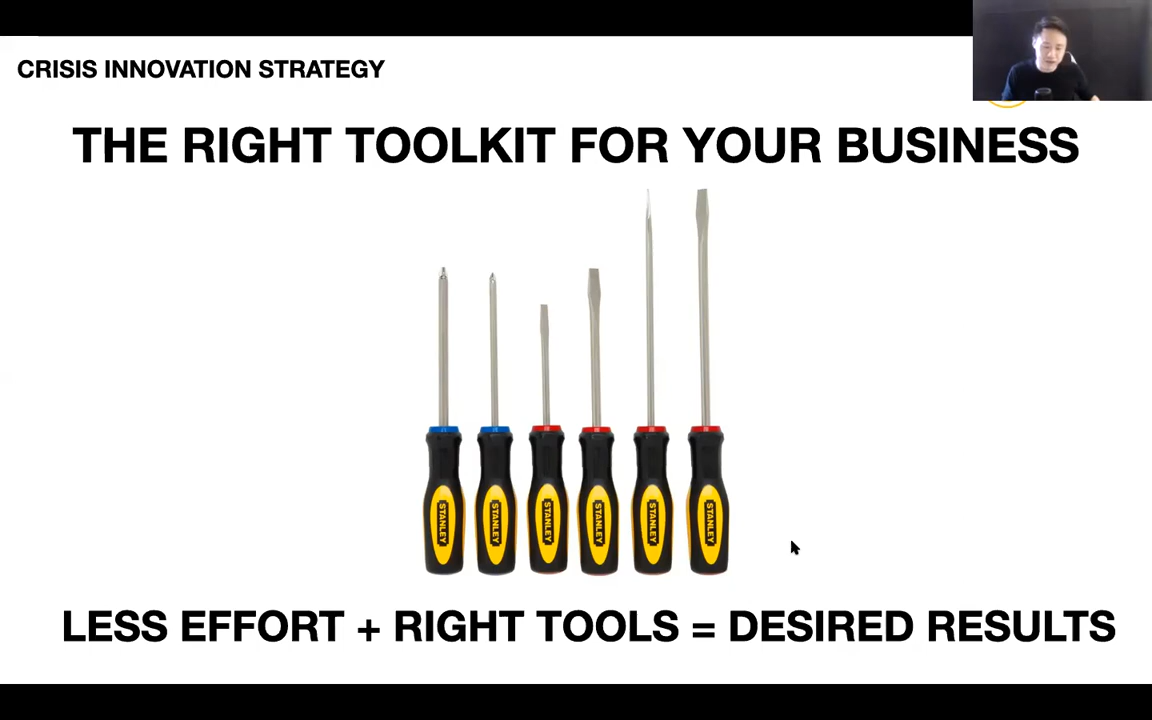 CRISIS INNOVATION STRATEGY
THE RIGHT TOOLKIT FOR YOUR BUSINESS
STANLEY
STANLEY
STANLEY
STANLEY
STANLEY
STANLEY
LESS EFFORT + RIGHT TOOLS = DESIRED RESULTS